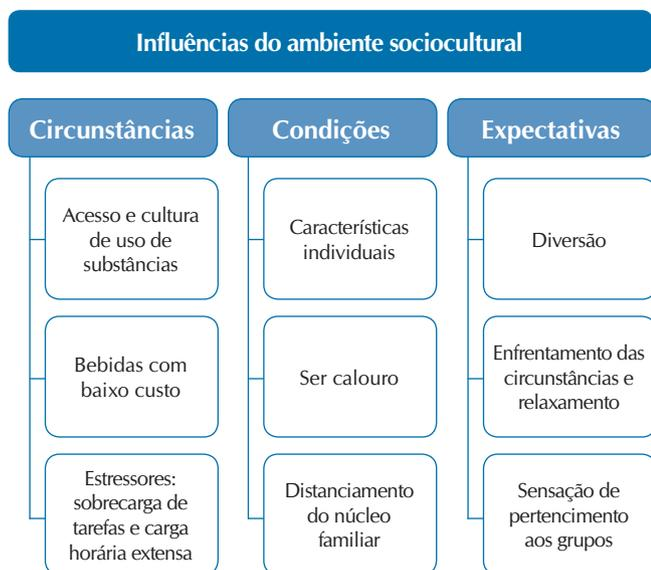 Influências do ambiente sociocultural
Circunstâncias
Acesso e cultura
de uso de
substâncias
Bebidas com
baixo custo
Estressores:
sobrecarga de
tarefas e carga
horária extensa
Condições
Características
individuais
Ser calouro
Distanciamento
do núcleo
familiar
Expectativas
Diversão
Enfrentamento das
circunstâncias e
relaxamento
Sensação de
pertencimento
aos grupos